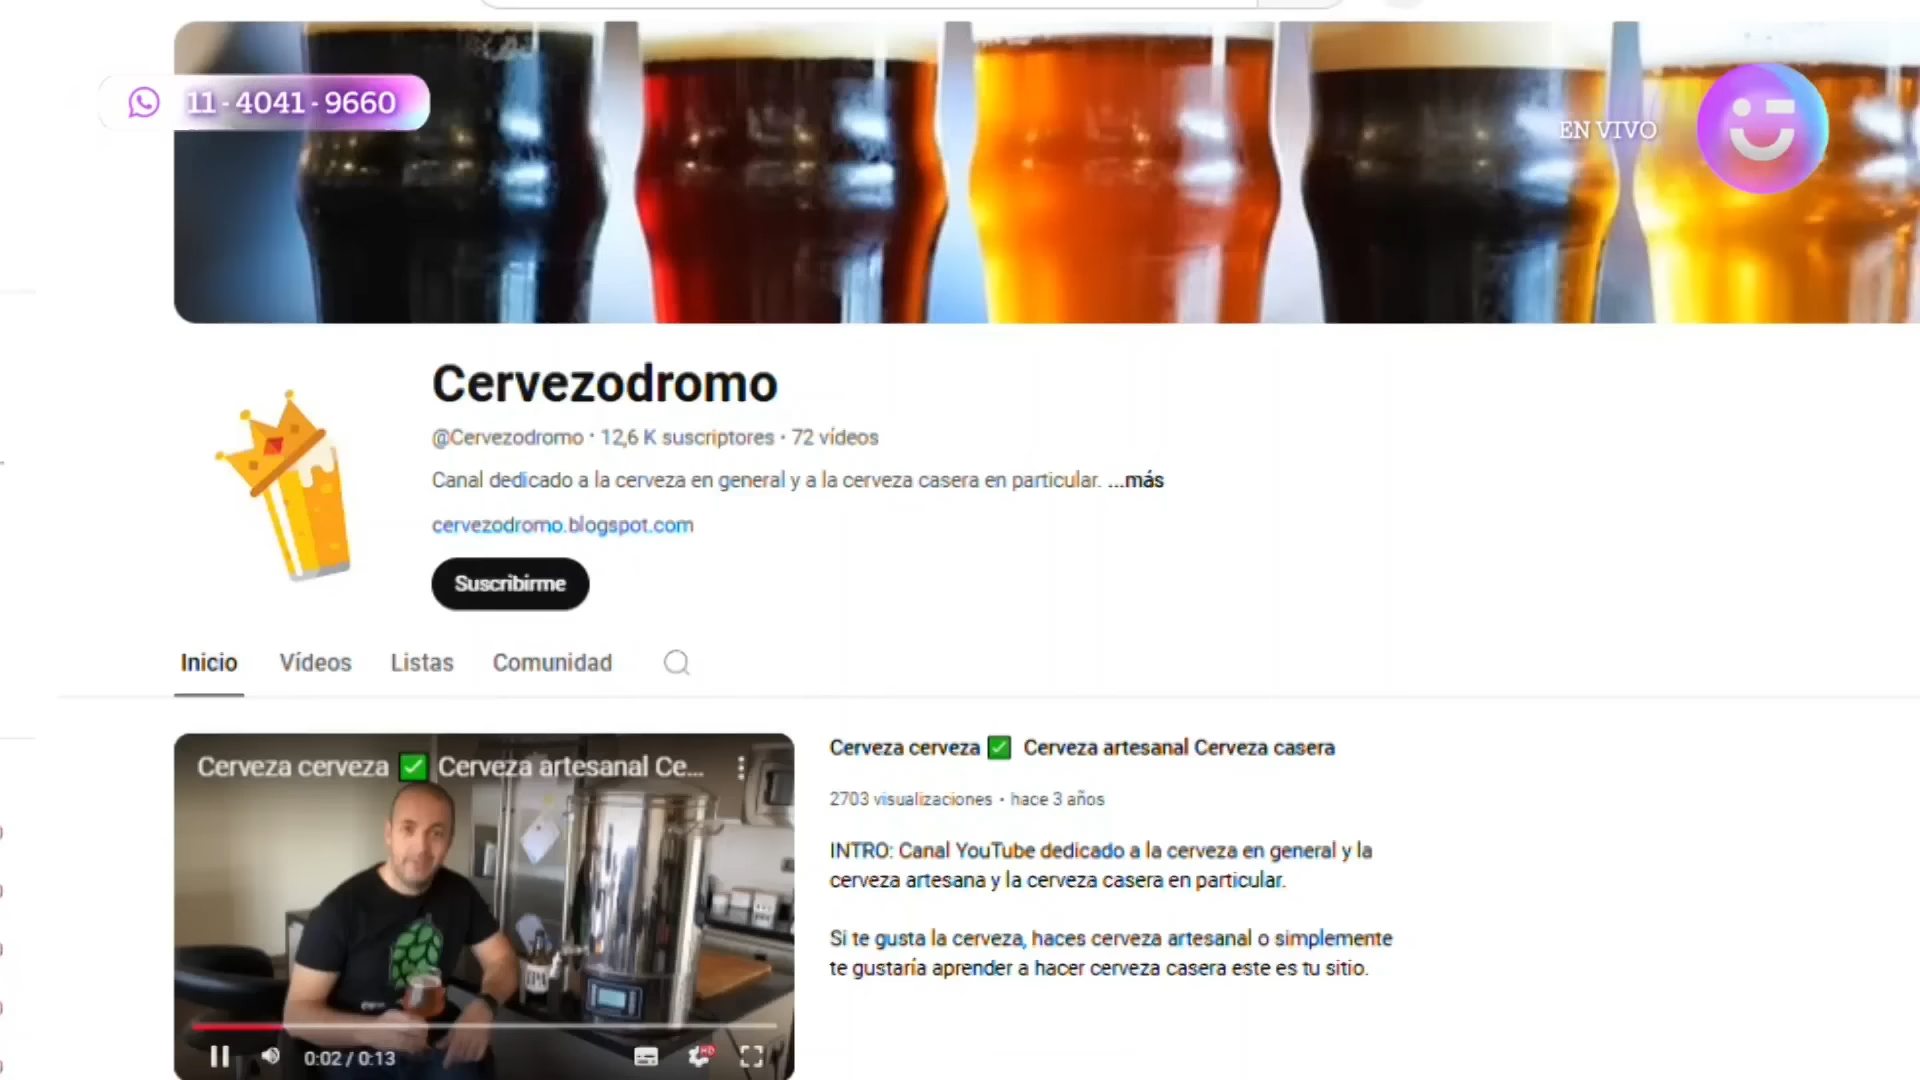 11 - 4041 - 9660
EN VIVO
Cervezodromo
@Cervezodromo · 12,6 K suscriptores · 72 vídeos
Canal dedicado a la cerveza en general y a la cerveza casera en particular. ...más
cervezodromo.blogspot.com
Suscribirme
Inicio Vídeos Listas Comunidad
Cerveza cerveza ✅ Cerveza artesanal Ce...
0:02 / 0:13
HD
Cerveza cerveza ✅ Cerveza artesanal Cerveza casera
2703 visualizaciones · hace 3 años
INTRO: Canal YouTube dedicado a la cerveza en general y la
cerveza artesana y la cerveza casera en particular.
Si te gusta la cerveza, haces cerveza artesanal o simplemente
te gustaría aprender a hacer cerveza casera este es tu sitio.